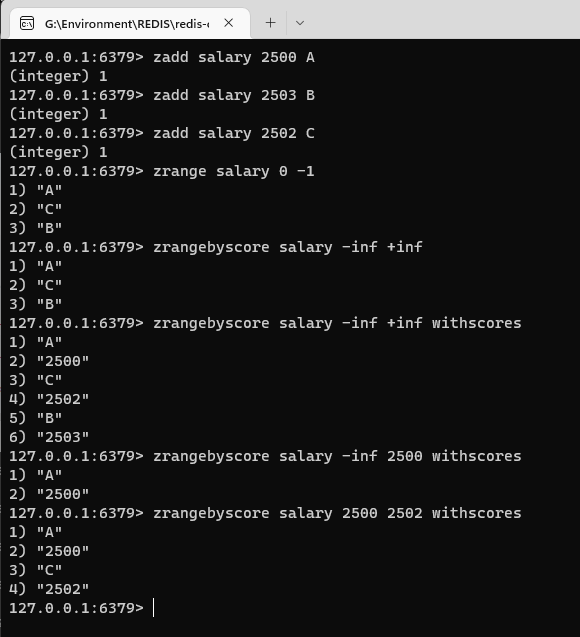 G:\Environment\REDIS\redis-c
127.0.0.1:6379> zadd salary 2500 A
(integer) 1
127.0.0.1:6379> zadd salary 2503 B
(integer) 1
127.0.0.1:6379> zadd salary 2502 C
(integer) 1
127.0.0.1:6379> zrange salary 0 -1
1) "A"
2) "C"
3) "B"
127.0.0.1:6379> zrangebyscore salary -inf +inf
1) "A"
2) "C"
3) "B"
127.0.0.1:6379> zrangebyscore salary -inf +inf withscores
1) "A"
2) "2500"
3) "C"
4) "2502"
5) "B"
6) "2503"
127.0.0.1:6379> zrangebyscore salary -inf 2500 withscores
1) "A"
2) "2500"
127.0.0.1:6379> zrangebyscore salary 2500 2502 withscores
1) "A"
2) "2500"
3) "C"
4) "2502"
127.0.0.1:6379>